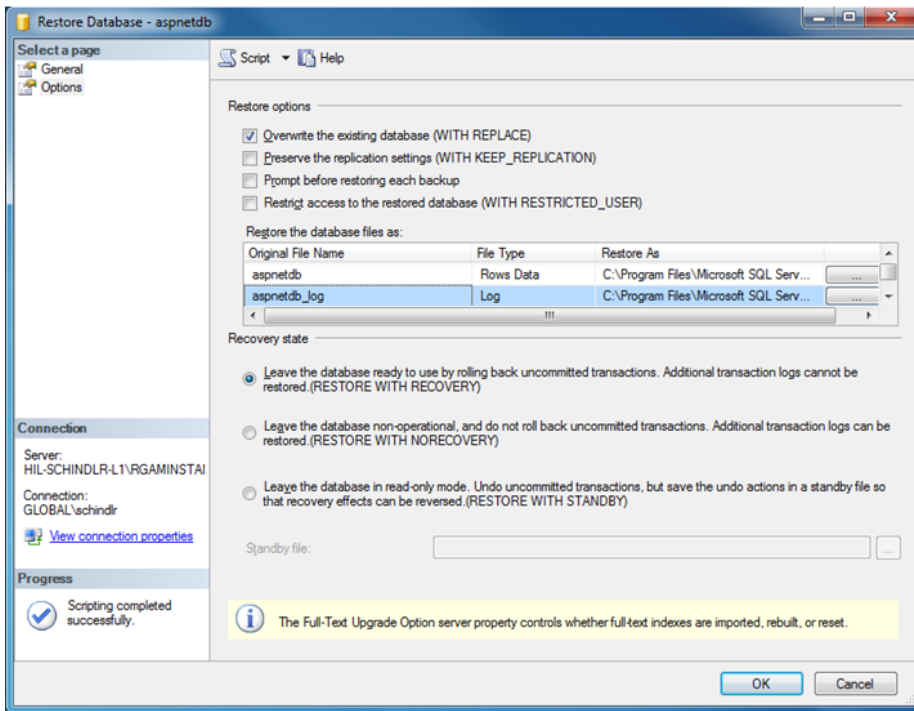 Restore Database - aspnetdb
Select a page
General
Options
Script
Help
Restore options
Overwrite the existing database (WITH REPLACE)
Preserve the replication settings (WITH KEEP_REPLICATION)
Prompt before restoring each backup
Restrict access to the restored database (WITH RESTRICTED_USER)
Restore the database files as:
Original File Name File Type Restore As
aspnetdb Rows Data C:\Program Files\Microsoft SQL Serv... ...
aspnetdb_log Log C:\Program Files\Microsoft SQL Serv... ...
Recovery state
Leave the database ready to use by rolling back uncommitted transactions. Additional transaction logs cannot be
restored.(RESTORE WITH RECOVERY)
Leave the database non-operational, and do not roll back uncommitted transactions. Additional transaction logs can be
restored.(RESTORE WITH NORECOVERY)
Leave the database in read-only mode. Undo uncommitted transactions, but save the undo actions in a standby file so
that recovery effects can be reversed.(RESTORE WITH STANDBY)
Standby file: ...
Connection
Server:
HIL-SCHINDLR-L1\RGAMINSTAI
Connection:
GLOBAL\schindlr
View connection properties
Progress
Scripting completed
successfully.
The Full-Text Upgrade Option server property controls whether full-text indexes are imported, rebuilt, or reset.
OK
Cancel